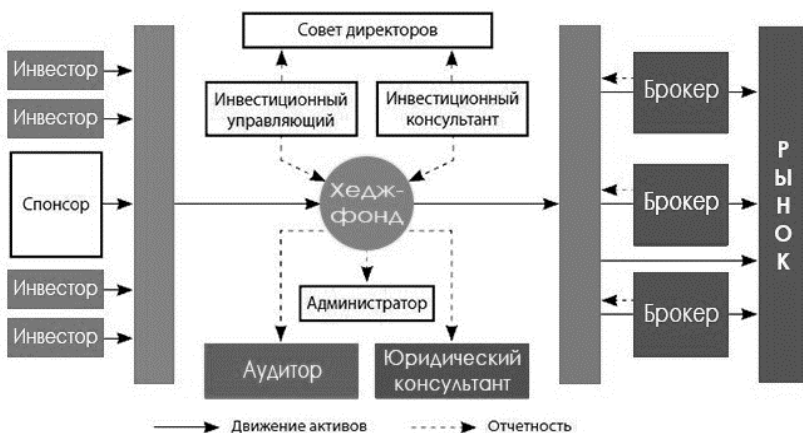 Совет директоров
Инвестор
Инвестор
Спонсор
Инвестор
Инвестор
Инвестиционный
управляющий
Инвестиционный
консультант
Хедж-
фонд
Администратор
Аудитор
Юридический
консультант
Брокер
Брокер
Брокер
РЫНОК
Движение активов
Отчетность